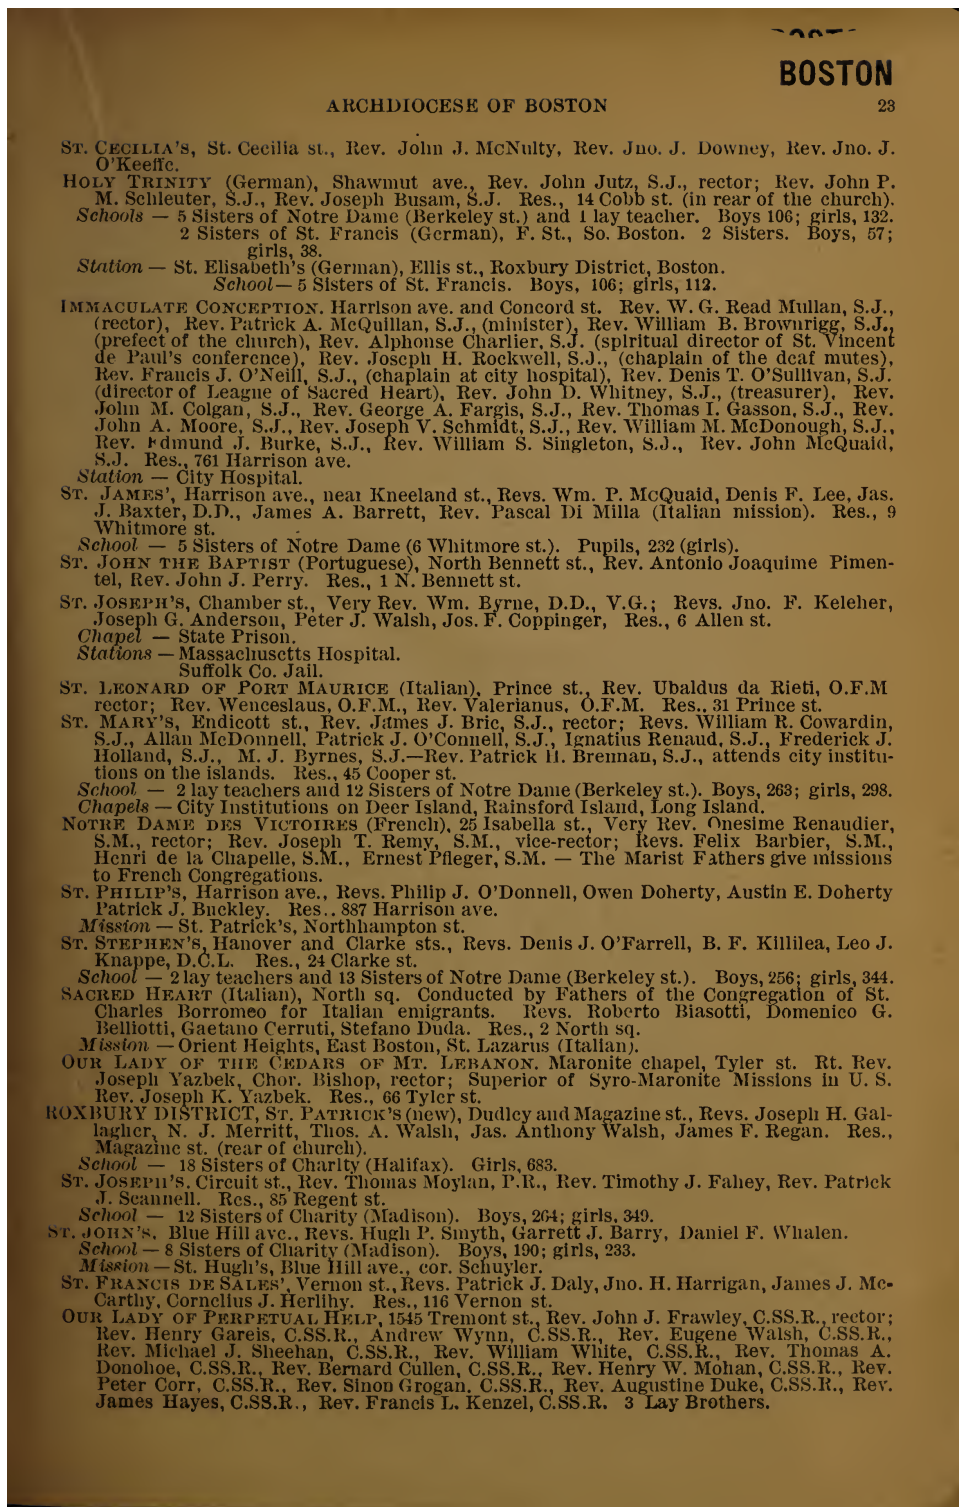 BOSTON
ARCHDIOCESE OF BOSTON 23
ST. CECILIA'S, St. Cecilia st., Rev. John J. McNulty, Rev. Jno. J. Downey, Rev. Jno. J.
O'Keeffe.
HOLY TRINITY (German), Shawmut ave., Rev. John Jutz, S.J., rector; Rev. John P.
M. Schleuter, S.J., Rev. Joseph Busam, S.J. Res., 14 Cobb st. (in rear of the church).
Schools — 5 Sisters of Notre Dame (Berkeley st.) and 1 lay teacher. Boys 106; girls, 132.
2 Sisters of St. Francis (German), F. St., So. Boston. 2 Sisters. Boys, 57;
girls, 38.
Station — St. Elisabeth's (German), Ellis st., Roxbury District, Boston.
School — 5 Sisters of St. Francis. Boys, 106; girls, 112.
IMMACULATE CONCEPTION. Harrison ave. and Concord st. Rev. W. G. Read Mullan, S.J.,
(rector), Rev. Patrick A. McQuillan, S.J., (minister), Rev. William B. Brownrigg, S.J.,
(prefect of the church), Rev. Alphonse Charlier, S.J. (spiritual director of St. Vincent
de Paul's conference), Rev. Joseph H. Rockwell, S.J., (chaplain of the deaf mutes),
Rev. Francis J. O'Neill, S.J., (chaplain at city hospital), Rev. Denis T. O'Sullivan, S.J.
(director of League of Sacred Heart), Rev. John D. Whitney, S.J., (treasurer), Rev.
John M. Colgan, S.J., Rev. George A. Fargis, S.J., Rev. Thomas I. Gasson, S.J., Rev.
John A. Moore, S.J., Rev. Joseph V. Schmidt, S.J., Rev. William M. McDonough, S.J.,
Rev. Edmund J. Burke, S.J., Rev. William S. Singleton, S.J., Rev. John McQuaid,
S.J. Res., 761 Harrison ave.
Station — City Hospital.
ST. JAMES', Harrison ave., near Kneeland st., Revs. Wm. P. McQuaid, Denis F. Lee, Jas.
J. Baxter, D.D., James A. Barrett, Rev. Pascal Di Milla (Italian mission). Res., 9
Whitmore st.
School — 5 Sisters of Notre Dame (6 Whitmore st.). Pupils, 232 (girls).
ST. JOHN THE BAPTIST (Portuguese), North Bennett st., Rev. Antonio Joaquime Pimen-
tel, Rev. John J. Perry. Res., 1 N. Bennett st.
ST. JOSEPH'S, Chamber st., Very Rev. Wm. Byrne, D.D., V.G.; Revs. Jno. F. Keleher,
Joseph G. Anderson, Peter J. Walsh, Jos. F. Coppinger, Res., 6 Allen st.
Chapel — State Prison.
Stations — Massachusetts Hospital.
Suffolk Co. Jail.
ST. LEONARD OF PORT MAURICE (Italian), Prince st., Rev. Ubaldus da Rieti, O.F.M
rector; Rev. Wenceslaus, O.F.M., Rev. Valerianus, O.F.M. Res., 31 Prince st.
ST. MARY'S, Endicott st., Rev. James J. Bric, S.J., rector; Revs. William R. Cowardin,
S.J., Allan McDonnell, Patrick J. O'Connell, S.J., Ignatius Renaud, S.J., Frederick J.
Holland, S.J., M. J. Byrnes, S.J.—Rev. Patrick H. Brennan, S.J., attends city institu-
tions on the islands. Res., 45 Cooper st.
School — 2 lay teachers and 12 Sisters of Notre Dame (Berkeley st.). Boys, 263; girls, 298.
Chapels — City Institutions on Deer Island, Rainsford Island, Long Island.
NOTRE DAME DES VICTOIRES (French), 25 Isabella st., Very Rev. Onesime Renaudier,
S.M., rector; Rev. Joseph T. Remy, S.M., vice-rector; Revs. Felix Barbier, S.M.,
Henri de la Chapelle, S.M., Ernest Pfleger, S.M. — The Marist Fathers give missions
to French Congregations.
ST. PHILIP'S, Harrison ave., Revs. Philip J. O'Donnell, Owen Doherty, Austin E. Doherty
Patrick J. Buckley. Res.. 887 Harrison ave.
Mission — St. Patrick's, Northhampton st.
ST. STEPHEN'S, Hanover and Clarke sts., Revs. Denis J. O'Farrell, B. F. Killilea, Leo J.
Knappe, D.C.L. Res., 24 Clarke st.
School — 2 lay teachers and 13 Sisters of Notre Dame (Berkeley st.). Boys, 256; girls, 344.
SACRED HEART (Italian), North sq. Conducted by Fathers of the Congregation of St.
Charles Borromeo for Italian emigrants. Revs. Roberto Biasotti, Domenico G.
Belliotti, Gaetano Cerruti, Stefano Duda. Res., 2 North sq.
Mission — Orient Heights, East Boston, St. Lazarus (Italian).
OUR LADY OF THE CEDARS OF MT. LEBANON. Maronite chapel, Tyler st. Rt. Rev.
Joseph Yazbek, Chor. Bishop, rector; Superior of Syro-Maronite Missions in U. S.
Rev. Joseph K. Yazbek. Res., 66 Tyler st.
ROXBURY DISTRICT, ST. PATRICK'S (new), Dudley and Magazine st., Revs. Joseph H. Gal-
lagher, N. J. Merritt, Thos. A. Walsh, Jas. Anthony Walsh, James F. Regan. Res.,
Magazine st. (rear of church).
School — 18 Sisters of Charity (Halifax). Girls, 683.
ST. JOSEPH'S. Circuit st., Rev. Thomas Moylan, P.R., Rev. Timothy J. Fahey, Rev. Patrick
J. Scannell. Res., 85 Regent st.
School — 12 Sisters of Charity (Madison). Boys, 264; girls, 349.
ST. JOHN'S. Blue Hill ave., Revs. Hugh P. Smyth, Garrett J. Barry, Daniel F. Whalen.
School — 8 Sisters of Charity (Madison). Boys, 190; girls, 233.
Mission — St. Hugh's, Blue Hill ave., cor. Schuyler.
ST. FRANCIS DE SALES', Vernon st., Revs. Patrick J. Daly, Jno. H. Harrigan, James J. Mc-
Carthy, Cornelius J. Herlihy. Res., 116 Vernon st.
OUR LADY OF PERPETUAL HELP, 1545 Tremont st., Rev. John J. Frawley, C.SS.R., rector;
Rev. Henry Gareis, C.SS.R., Andrew Wynn, C.SS.R., Rev. Eugene Walsh, C.SS.R.,
Rev. Michael J. Sheehan, C.SS.R., Rev. William White, C.SS.R., Rev. Thomas A.
Donohoe, C.SS.R., Rev. Bernard Cullen, C.SS.R., Rev. Henry W. Mohan, C.SS.R., Rev.
Peter Corr, C.SS.R., Rev. Sinon Grogan, C.SS.R., Rev. Augustine Duke, C.SS.R., Rev.
James Hayes, C.SS.R., Rev. Francis L. Kenzel, C.SS.R. 3 Lay Brothers.